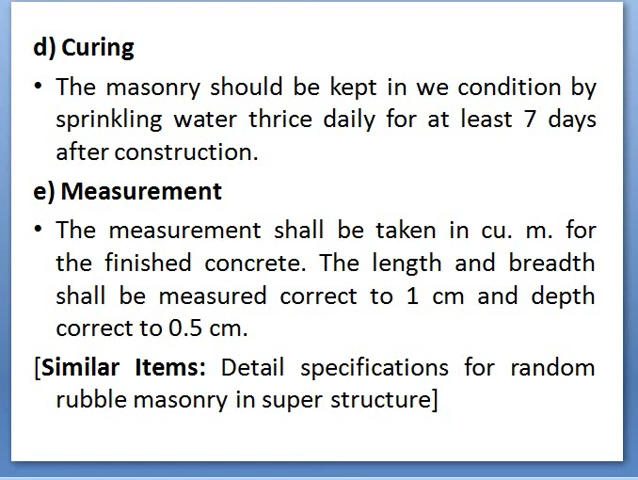 d) Curing
• The masonry should be kept in we condition by
sprinkling water thrice daily for at least 7 days
after construction.
e) Measurement
• The measurement shall be taken in cu. m. for
the finished concrete. The length and breadth
shall be measured correct to 1 cm and depth
correct to 0.5 cm.
[Similar Items: Detail specifications for random
rubble masonry in super structure]